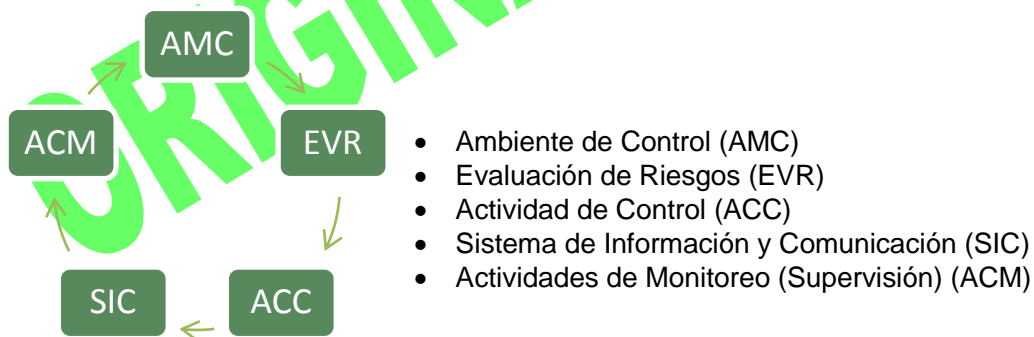 AMC
ACM
EVR
SIC
ACC
• Ambiente de Control (AMC)
• Evaluación de Riesgos (EVR)
• Actividad de Control (ACC)
• Sistema de Información y Comunicación (SIC)
• Actividades de Monitoreo (Supervisión) (ACM)